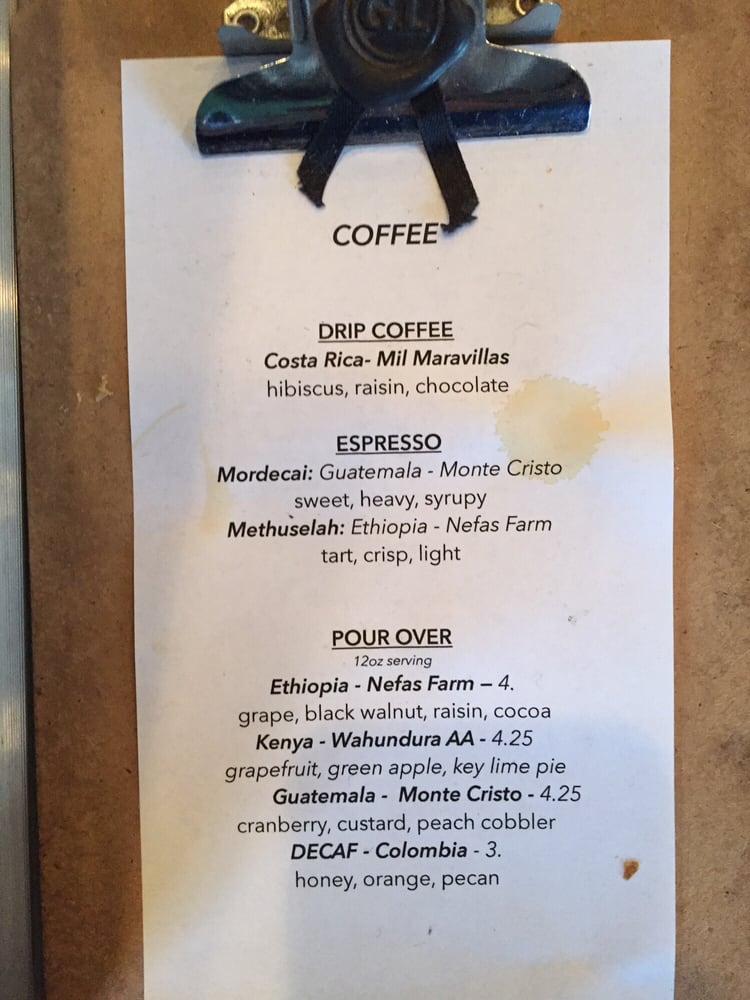 G.L
COFFEE
DRIP COFFEE
Costa Rica- Mil Maravillas
hibiscus, raisin, chocolate
ESPRESSO
Mordecai: Guatemala - Monte Cristo
sweet, heavy, syrupy
Methuselah: Ethiopia - Nefas Farm
tart, crisp, light
POUR OVER
12oz serving
Ethiopia - Nefas Farm – 4.
grape, black walnut, raisin, cocoa
Kenya - Wahundura AA - 4.25
grapefruit, green apple, key lime pie
Guatemala - Monte Cristo - 4.25
cranberry, custard, peach cobbler
DECAF - Colombia - 3.
honey, orange, pecan